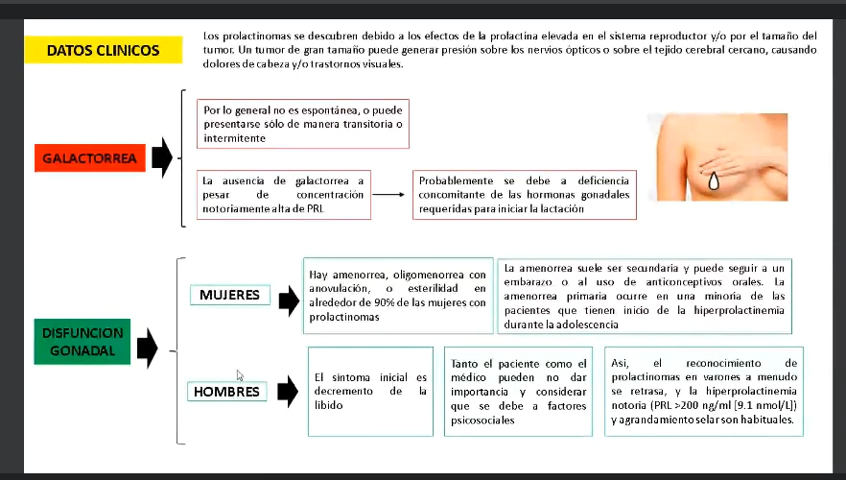 DATOS CLINICOS
Los prolactinomas se descubren debido a los efectos de la prolactina elevada en el sistema reproductor y/o por el tamaño del
tumor. Un tumor de gran tamaño puede generar presión sobre los nervios ópticos o sobre el tejido cerebral cercano, causando
dolores de cabeza y/o trastornos visuales.
GALACTORREA
Por lo general no es espontánea, o puede
presentarse sólo de manera transitoria o
intermitente
La ausencia de galactorrea a
pesar de concentración
notoriamente alta de PRL
Probablemente se debe a deficiencia
concomitante de las hormonas gonadales
requeridas para iniciar la lactación
DISFUNCION
GONADAL
MUJERES
Hay amenorrea, oligomenorrea con
anovulación, o esterilidad en
alrededor de 90% de las mujeres con
prolactinomas
La amenorrea suele ser secundaria y puede seguir a un
embarazo o al uso de anticonceptivos orales. La
amenorrea primaria ocurre en una minoría de las
pacientes que tienen inicio de la hiperprolactinemia
durante la adolescencia
HOMBRES
El síntoma inicial es
decremento de la
libido
Tanto el paciente como el
médico pueden no dar
importancia y considerar
que se debe a factores
psicosociales
Asi, el reconocimiento de
prolactinomas en varones a menudo
se retrasa, y la hiperprolactinemia
notoria (PRL >200 ng/ml [9.1 nmol/L])
y agrandamiento selar son habituales.